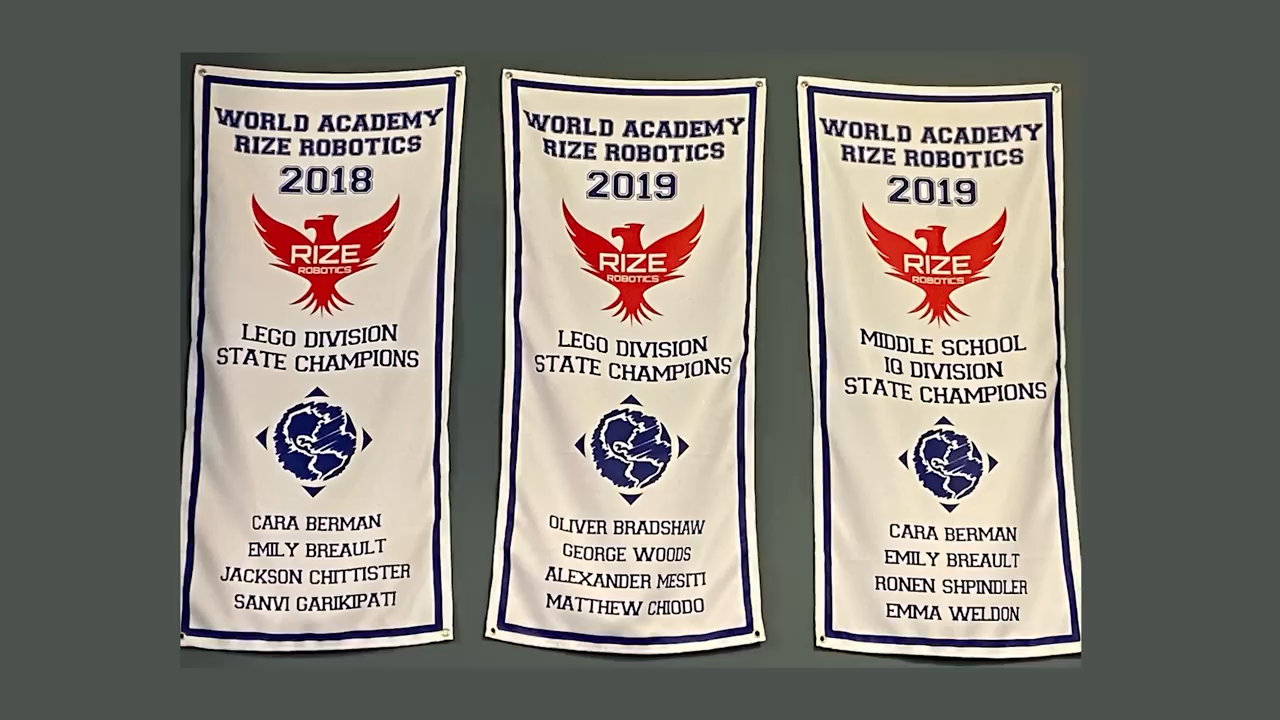 WORLD ACADEMY
RIZE ROBOTICS
2018
RIZE
ROBOTICS
LEGO DIVISION
STATE CHAMPIONS
CARA BERMAN
EMILY BREAULT
JACKSON CHITTISTER
SANVI GARIKIPATI
WORLD ACADEMY
RIZE ROBOTICS
2019
RIZE
ROBOTICS
LEGO DIVISION
STATE CHAMPIONS
OLIVER BRADSHAW
GEORGE WOODS
ALEXANDER MESITI
MATTHEW CHIODO
WORLD ACADEMY
RIZE ROBOTICS
2019
RIZE
ROBOTICS
MIDDLE SCHOOL
IQ DIVISION
STATE CHAMPIONS
CARA BERMAN
EMILY BREAULT
RONEN SHPINDLER
EMMA WELDON